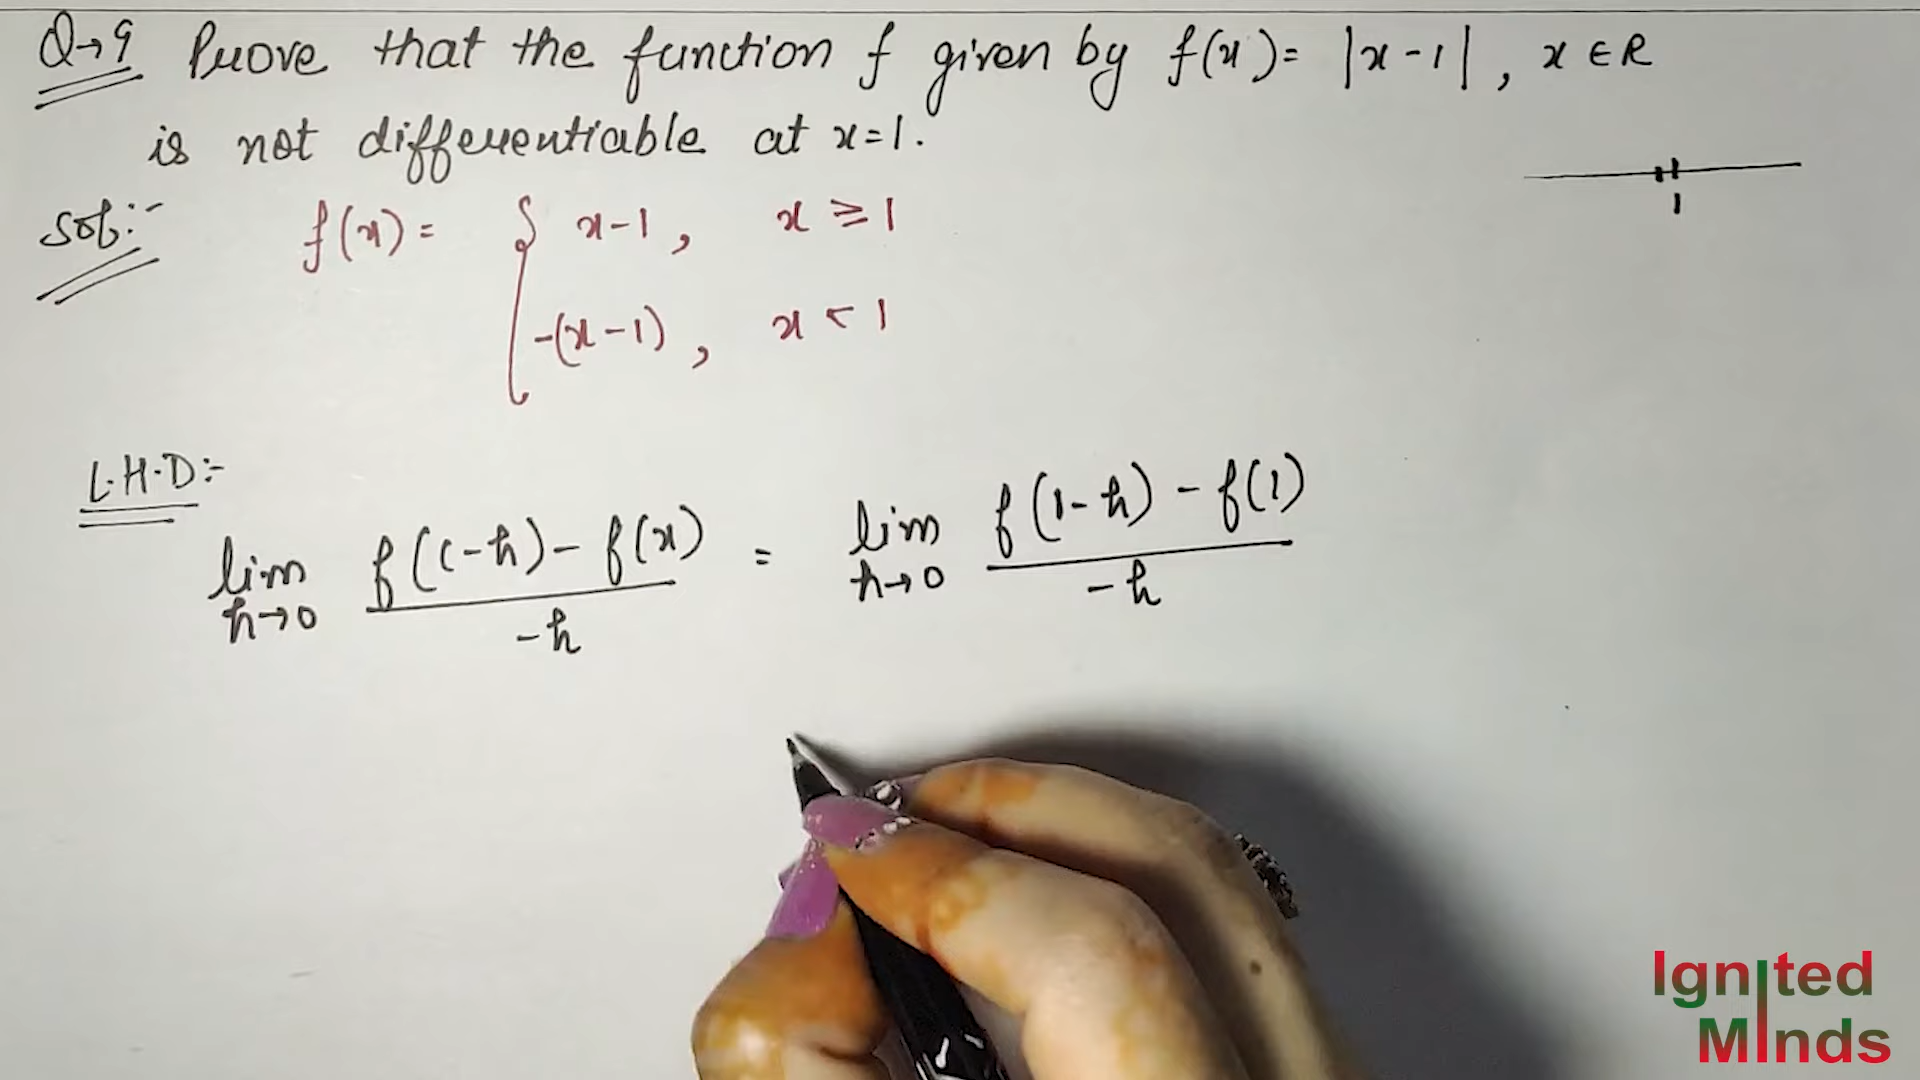 Q→9 Prove that the function f given by f(x)= |x-1|, x ∈ R
is not differentiable at x=1.
1
Sol:-
f(x) = { x-1, x ≥ 1
-(x-1), x < 1
L.H.D:-
lim h→0 f(c-h) - f(x) / -h = lim h→0 f(1-h) - f(1) / -h
Ignited
Minds